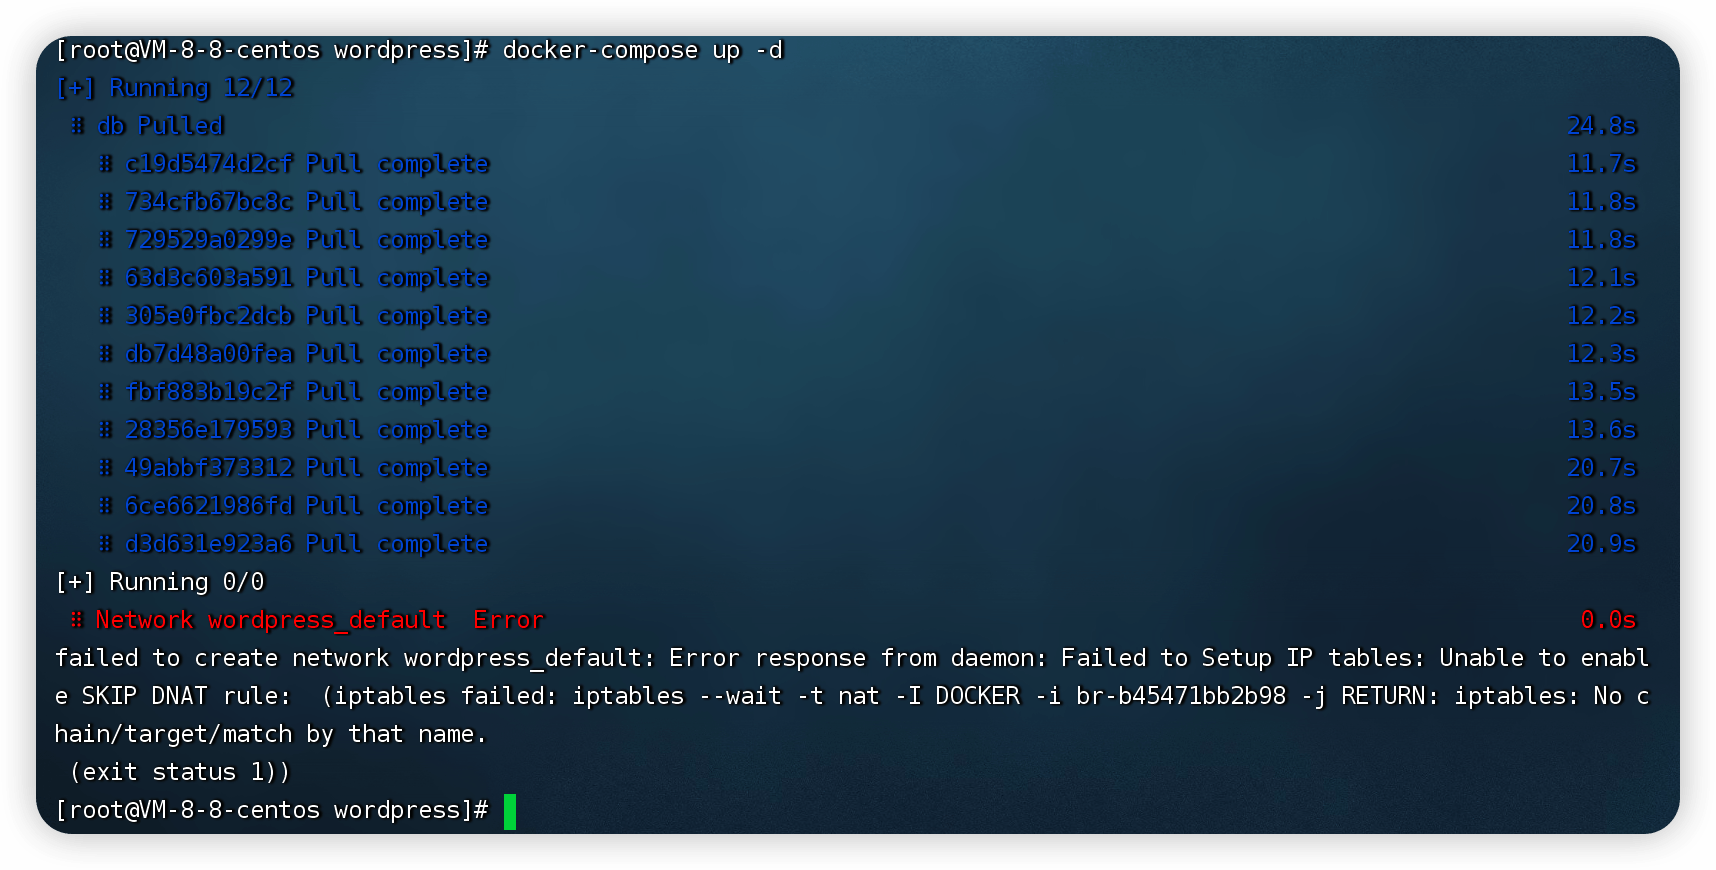 [root@VM-8-8-centos wordpress]# docker-compose up -d
[+] Running 12/12
⠿ db Pulled 24.8s
⠿ c19d5474d2cf Pull complete 11.7s
⠿ 734cfb67bc8c Pull complete 11.8s
⠿ 729529a0299e Pull complete 11.8s
⠿ 63d3c603a591 Pull complete 12.1s
⠿ 305e0fbc2dcb Pull complete 12.2s
⠿ db7d48a00fea Pull complete 12.3s
⠿ fbf883b19c2f Pull complete 13.5s
⠿ 28356e179593 Pull complete 13.6s
⠿ 49abbf373312 Pull complete 20.7s
⠿ 6ce6621986fd Pull complete 20.8s
⠿ d3d631e923a6 Pull complete 20.9s
[+] Running 0/0
⠿ Network wordpress_default  Error 0.0s
failed to create network wordpress_default: Error response from daemon: Failed to Setup IP tables: Unable to enabl
e SKIP DNAT rule:  (iptables failed: iptables --wait -t nat -I DOCKER -i br-b45471bb2b98 -j RETURN: iptables: No c
hain/target/match by that name.
(exit status 1))
[root@VM-8-8-centos wordpress]#